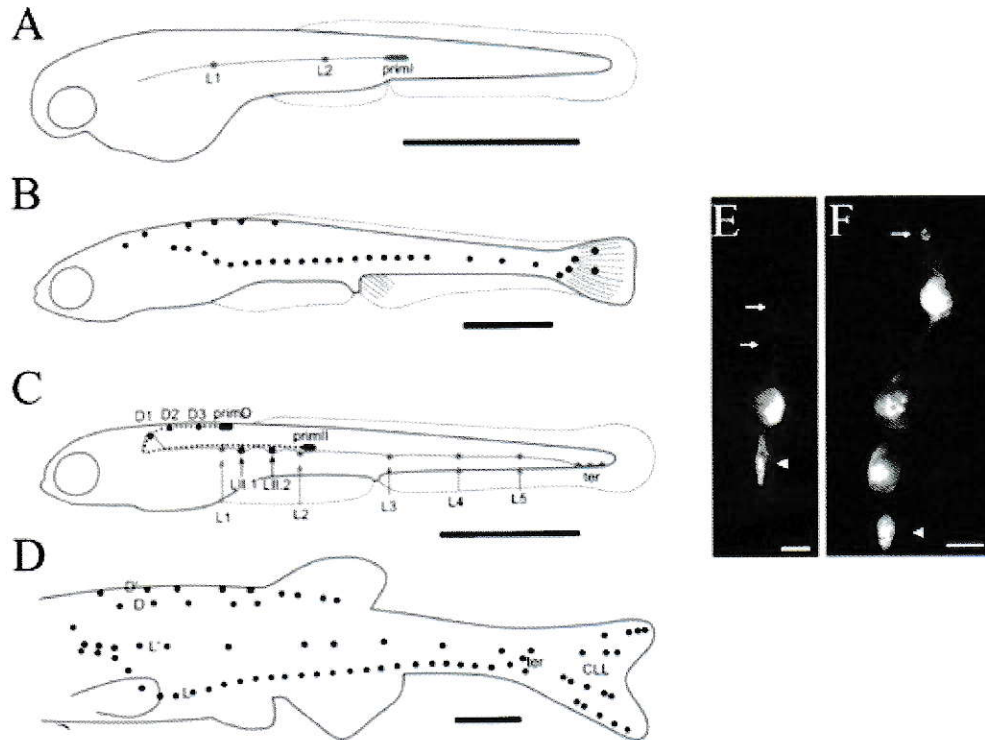 A
L1 L2 primI
B
C
D1 D2 D3 primD
primII
LII.1 LII.2 ter
L1 L2 L3 L4 L5
D
D'
D
L'
L
ter
CLL
E F